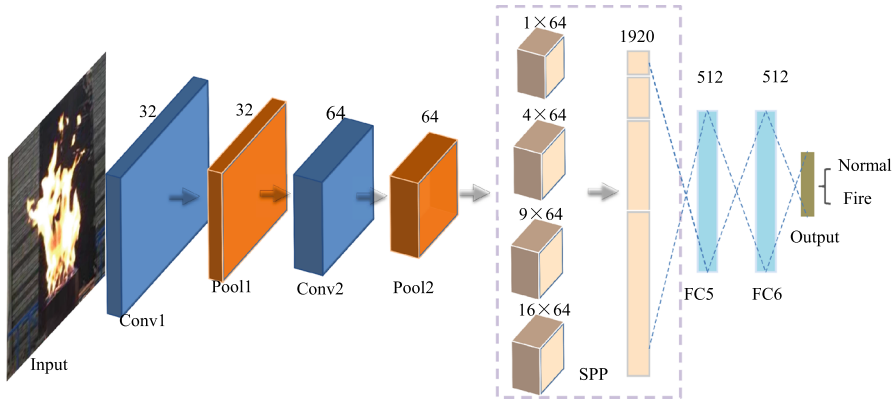 1×64
1920
32
32
64
64
4×64
9×64
16×64
512
512
Normal
Fire
Output
Input
Conv1
Pool1
Conv2
Pool2
SPP
FC5
FC6